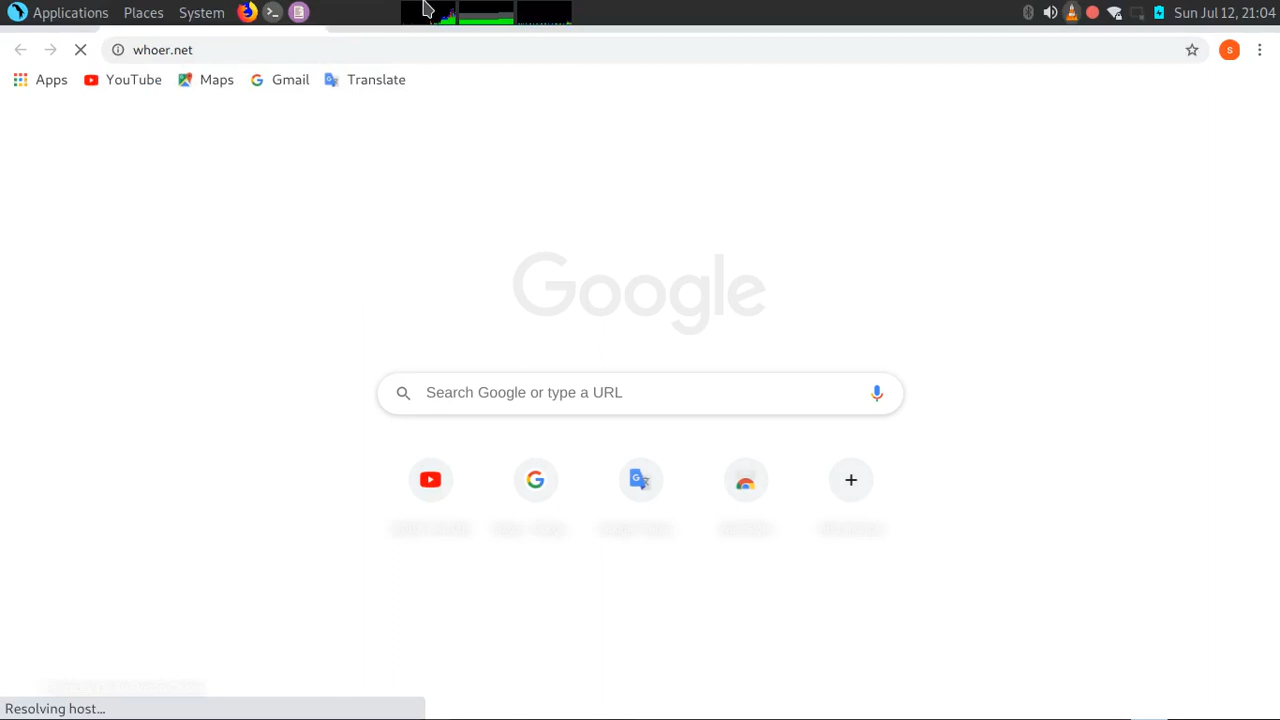 Applications Places System Sun Jul 12, 21:04
whoer.net s
Apps YouTube Maps Gmail Translate
Google
Search Google or type a URL
Resolving host...